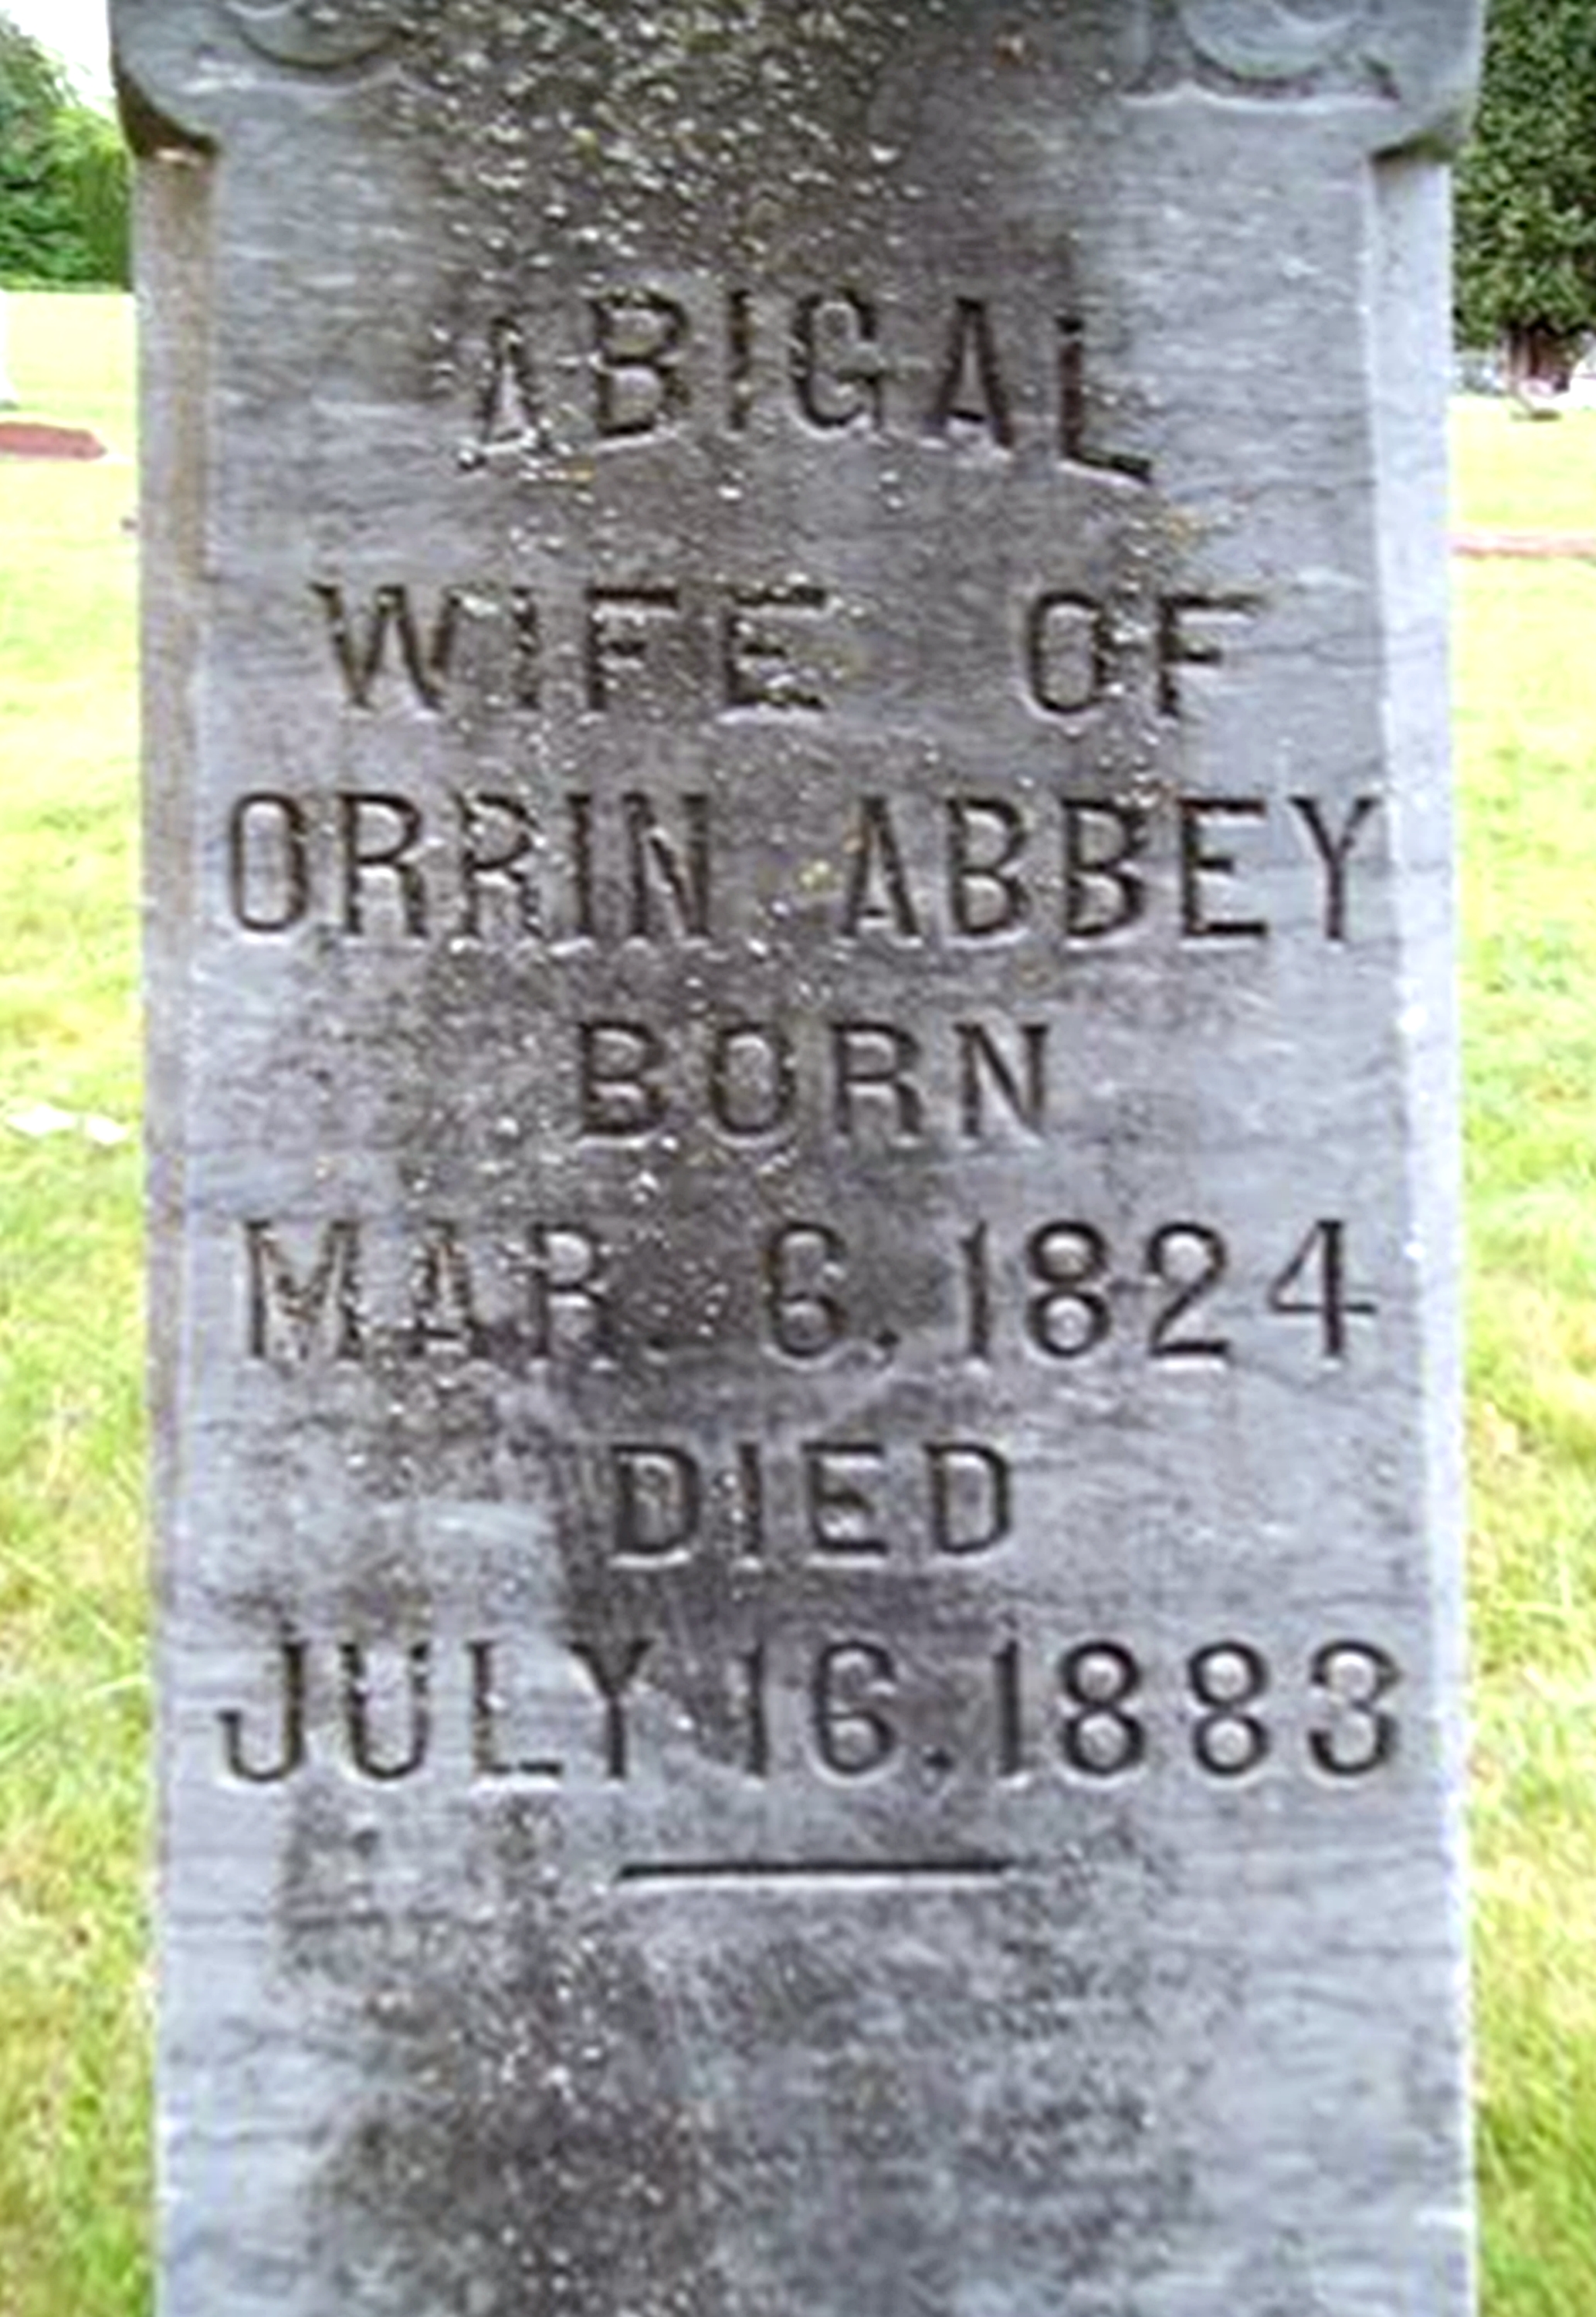 ABIGAL
WIFE OF
ORRIN ABBEY
BORN
MAR. 6, 1824
DIED
JULY 16, 1883